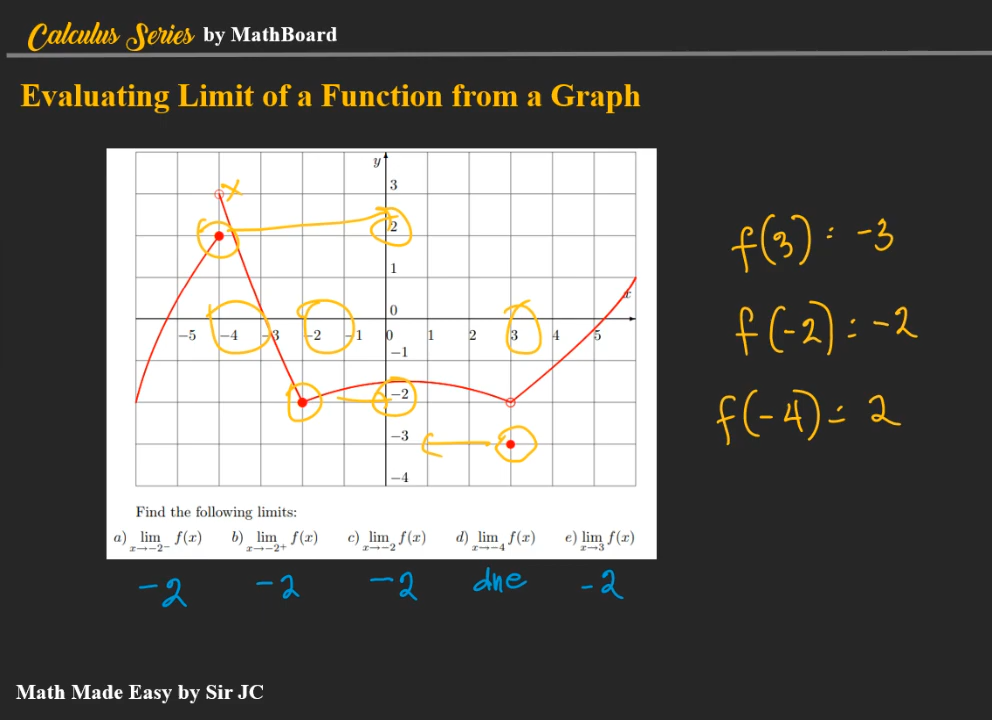 Calculus Series by MathBoard
Evaluating Limit of a Function from a Graph
y
3
2
1
0
−5 −4 −3 −2 −1 0 1 2 3 4 5
x
−1
−2
−3
−4
x
f(3) = -3
f(-2) = -2
f(-4) = 2
Find the following limits:
a) lim x→−2− f(x) b) lim x→−2+ f(x) c) lim x→−2 f(x) d) lim x→−4 f(x) e) lim x→3 f(x)
-2 -2 -2 dne -2
Math Made Easy by Sir JC